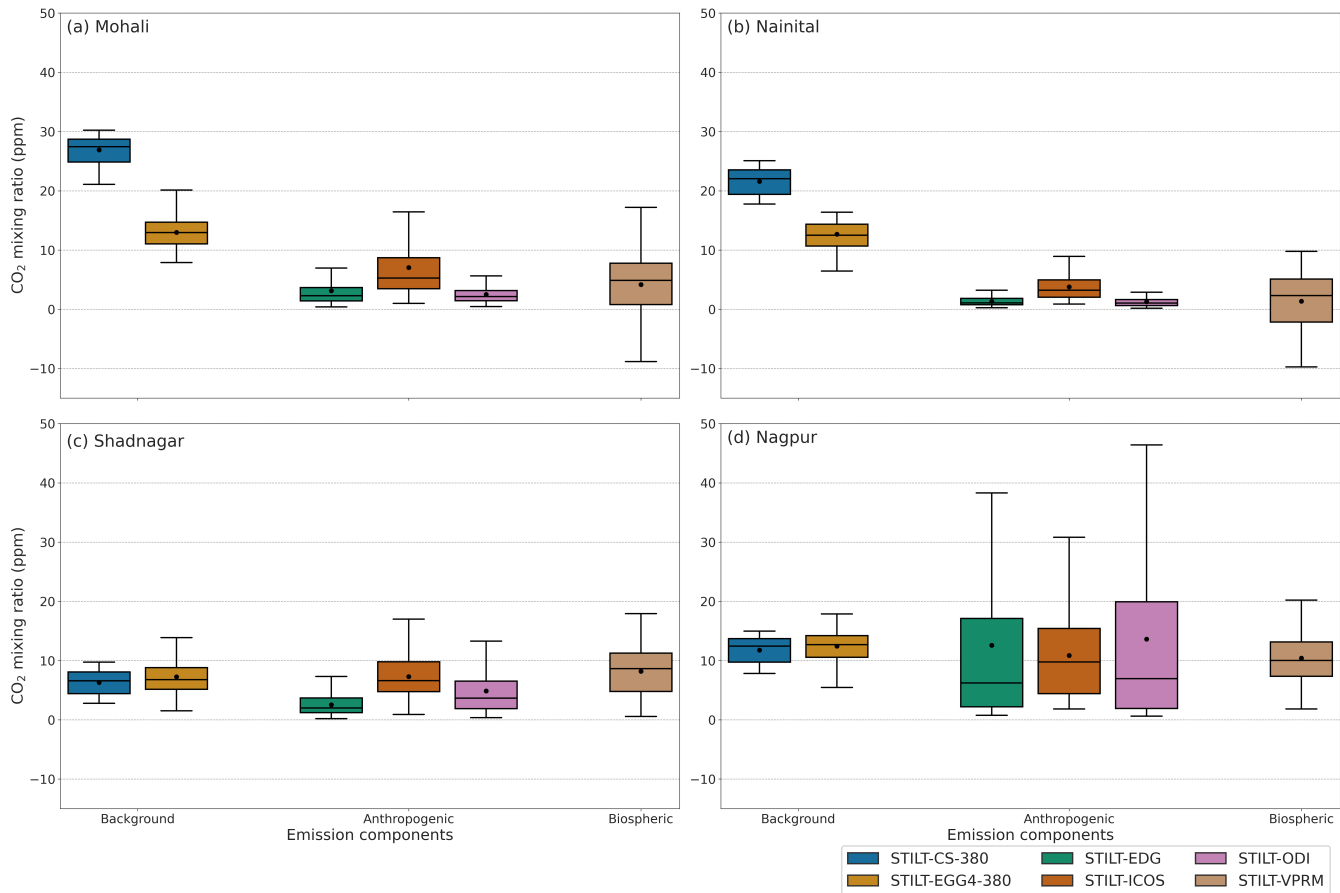 (a) Mohali
(b) Nainital
CO₂ mixing ratio (ppm)
50
40
30
20
10
0
−10
50
40
30
20
10
0
−10
(c) Shadnagar
(d) Nagpur
CO₂ mixing ratio (ppm)
50
40
30
20
10
0
−10
50
40
30
20
10
0
−10
Background Anthropogenic Biospheric
Background Anthropogenic Biospheric
Emission components
Emission components
STILT-CS-380 STILT-EDG STILT-ODI
STILT-EGG4-380 STILT-ICOS STILT-VPRM